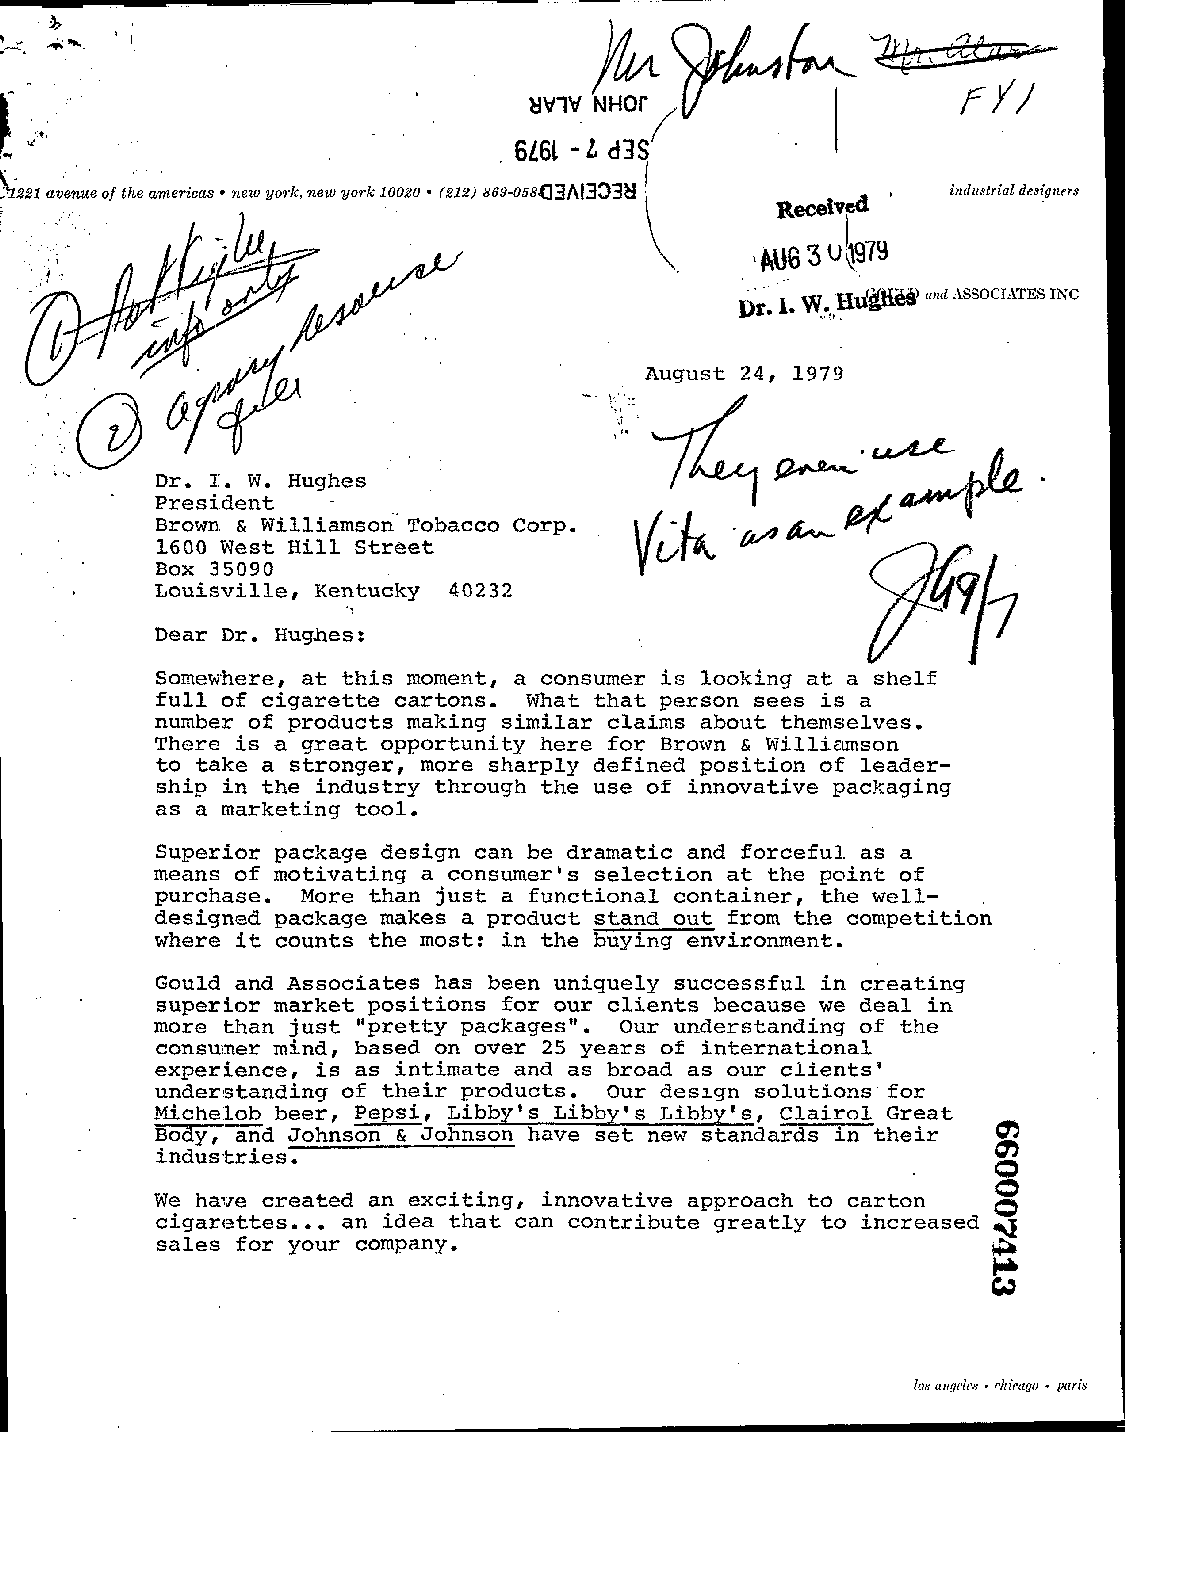 Mr Johnston Mr. Alar
FYI
JOHN ALAR
SEP - 7 1979
RECEIVED
1221 avenue of the americas • new york, new york 10020 • (212) 869-058
industrial designers
Received
AUG 30 1979
Dr. I. W. Hughes
and ASSOCIATES INC
1 Pat Hughes
info only
2 agency resource
file
August 24, 1979
They even use
Vita as an example.
9/7
Dr. I. W. Hughes
President
Brown & Williamson Tobacco Corp.
1600 West Hill Street
Box 35090
Louisville, Kentucky 40232
Dear Dr. Hughes:
Somewhere, at this moment, a consumer is looking at a shelf
full of cigarette cartons. What that person sees is a
number of products making similar claims about themselves.
There is a great opportunity here for Brown & Williamson
to take a stronger, more sharply defined position of leader-
ship in the industry through the use of innovative packaging
as a marketing tool.
Superior package design can be dramatic and forceful as a
means of motivating a consumer's selection at the point of
purchase. More than just a functional container, the well-
designed package makes a product stand out from the competition
where it counts the most: in the buying environment.
Gould and Associates has been uniquely successful in creating
superior market positions for our clients because we deal in
more than just "pretty packages". Our understanding of the
consumer mind, based on over 25 years of international
experience, is as intimate and as broad as our clients'
understanding of their products. Our design solutions for
Michelob beer, Pepsi, Libby's Libby's Libby's, Clairol Great
Body, and Johnson & Johnson have set new standards in their
industries.
We have created an exciting, innovative approach to carton
cigarettes... an idea that can contribute greatly to increased
sales for your company.
660007413
los angeles • chicago • paris